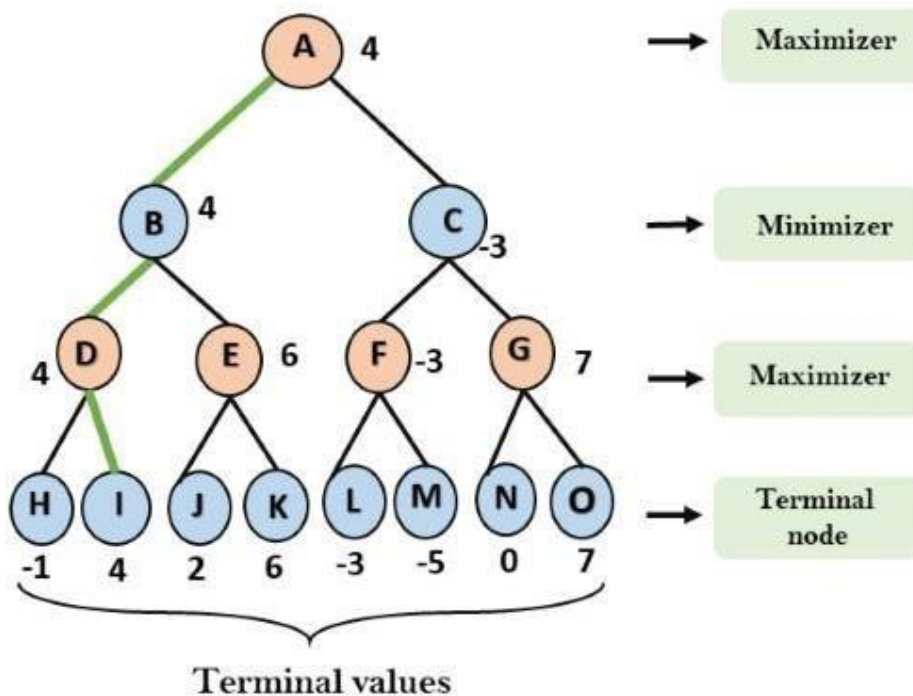 A 4 Maximizer
B 4 C -3 Minimizer
D 4 E 6 F -3 G 7 Maximizer
H I J K L M N O Terminal
node
-1 4 2 6 -3 -5 0 7
Terminal values